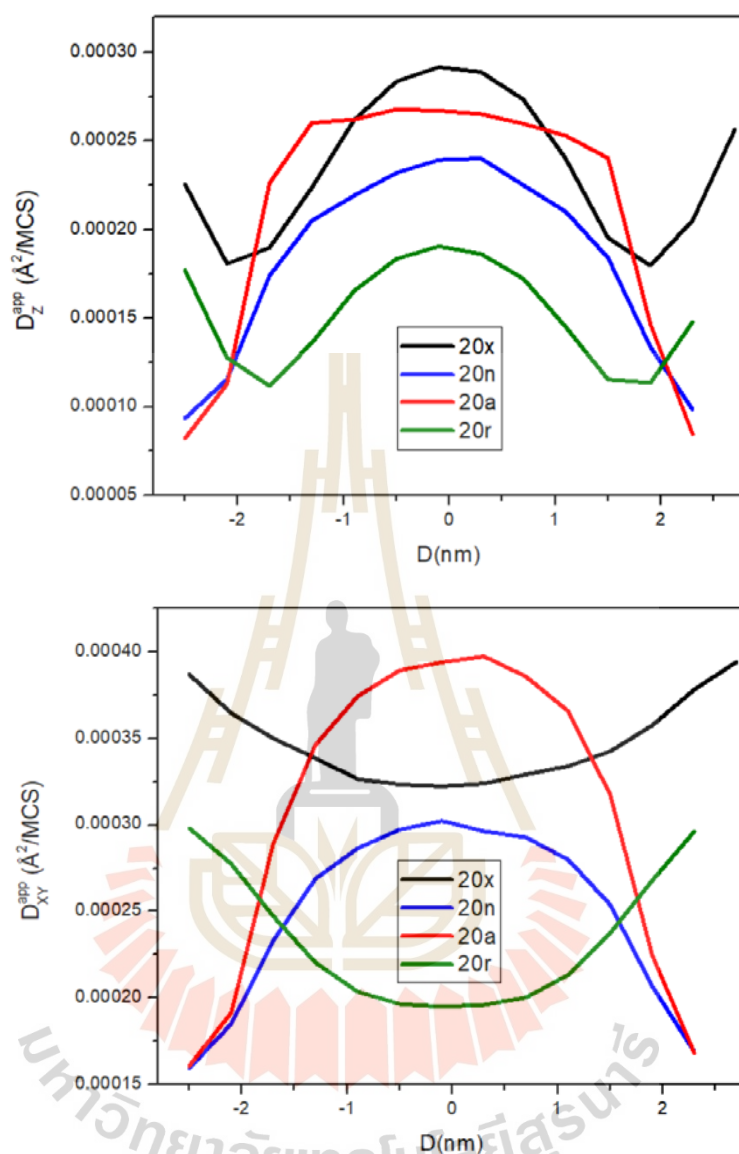 0.00030
0.00025
0.00020
0.00015
0.00010
0.00005
D_Z^app (Å²/MCS)
20x
20n
20a
20r
-2 -1 0 1 2
D(nm)
0.00040
0.00035
0.00030
0.00025
0.00020
0.00015
D_XY^app (Å²/MCS)
20x
20n
20a
20r
-2 -1 0 1 2
D(nm)